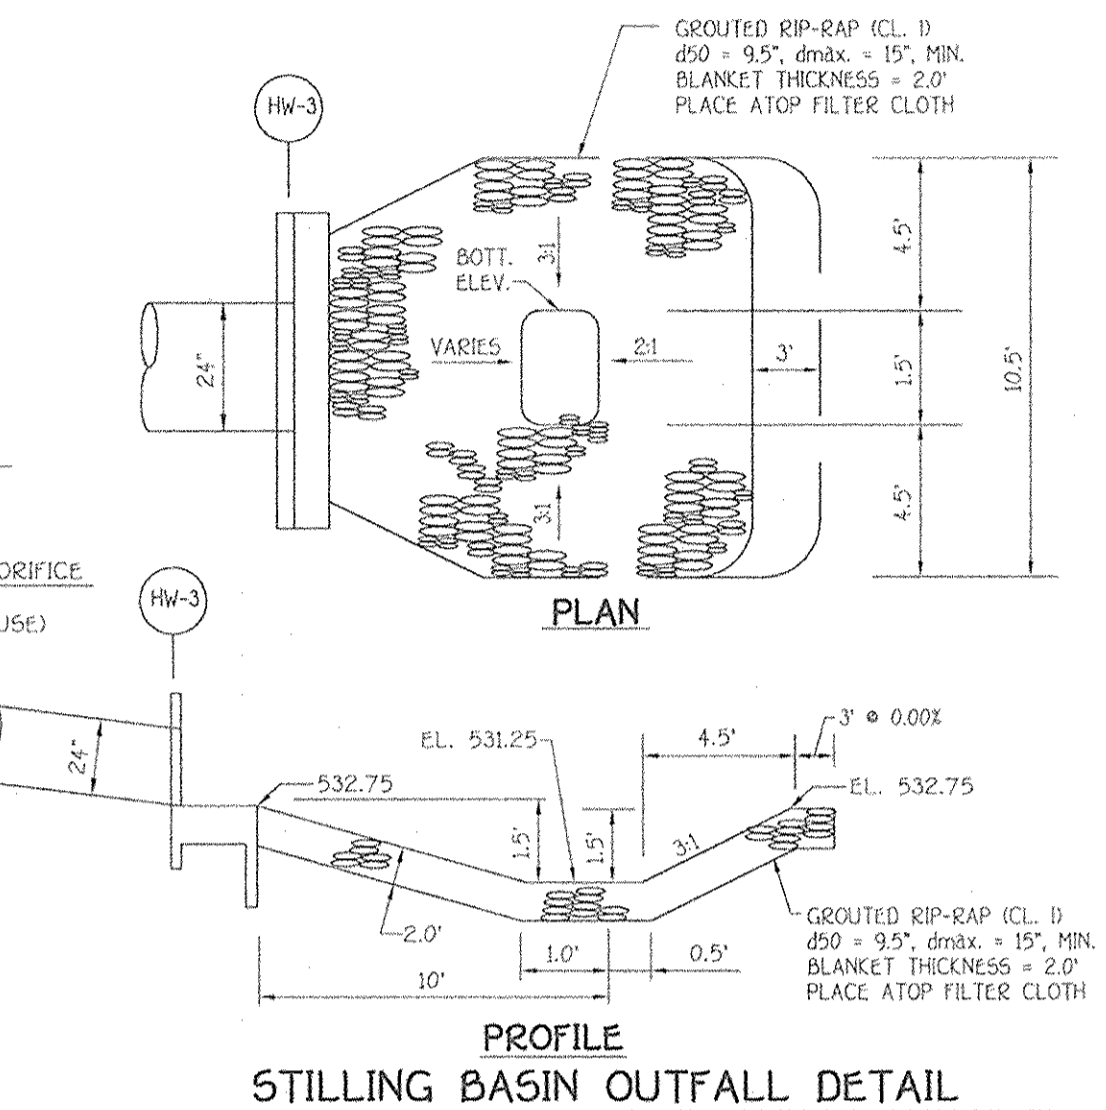 GROUTED RIP-RAP (CL. I)
d50 = 9.5", dmax. = 15", MIN.
BLANKET THICKNESS = 2.0'
PLACE ATOP FILTER CLOTH
HW-3
24"
BOTT.
ELEV.
3:1
VARIES
2:1
3'
3:1
4.5'
1.5'
4.5'
10.5'
PLAN
ORIFICE
USE)
HW-3
24"
532.75
EL. 531.25
1.5'
1.5'
4.5'
3' @ 0.00%
EL. 532.75
3:1
2.0'
1.0'
0.5'
10'
GROUTED RIP-RAP (CL. I)
d50 = 9.5", dmax. = 15", MIN.
BLANKET THICKNESS = 2.0'
PLACE ATOP FILTER CLOTH
PROFILE
STILLING BASIN OUTFALL DETAIL